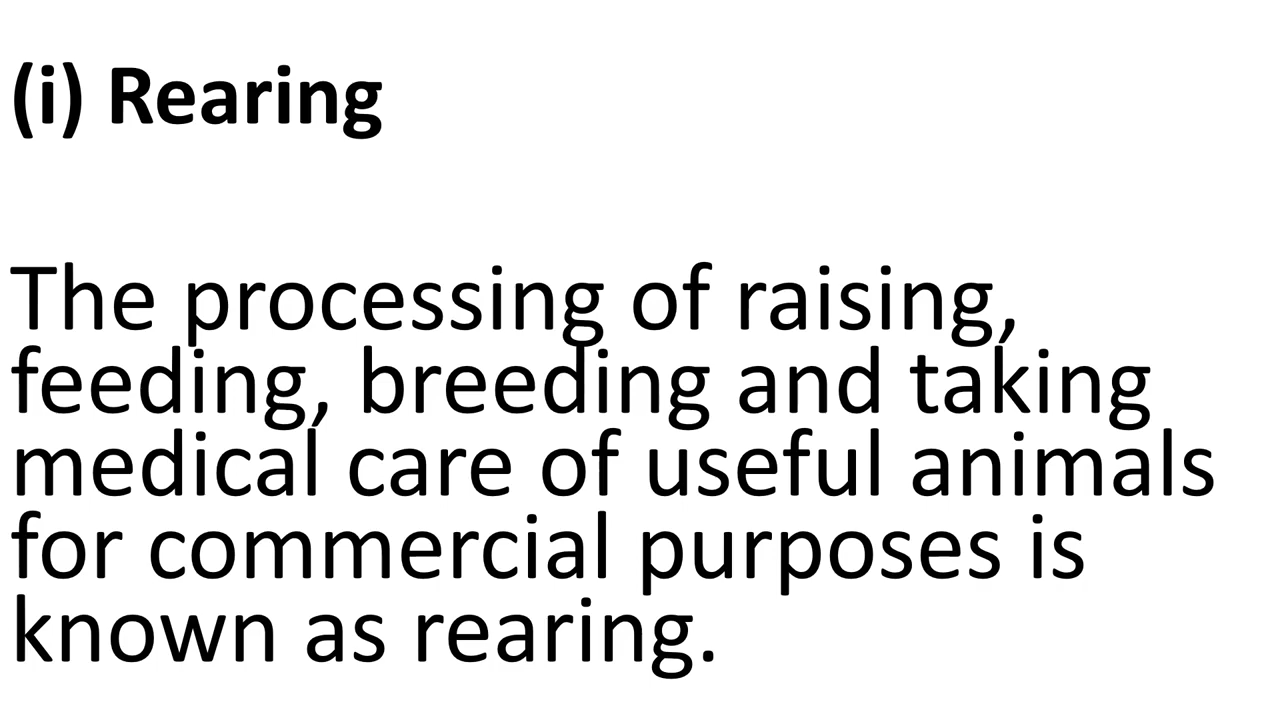 (i) Rearing
The processing of raising,
feeding, breeding and taking
medical care of useful animals
for commercial purposes is
known as rearing.